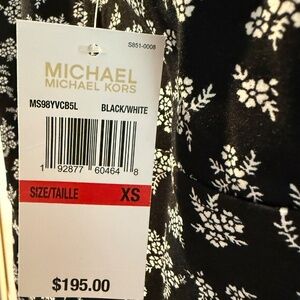 S851-0008
MICHAEL
MICHAEL KORS
MS98YVCB5L BLACK/WHITE
1 92877 60464 8
SIZE/TAILLE XS
$195.00